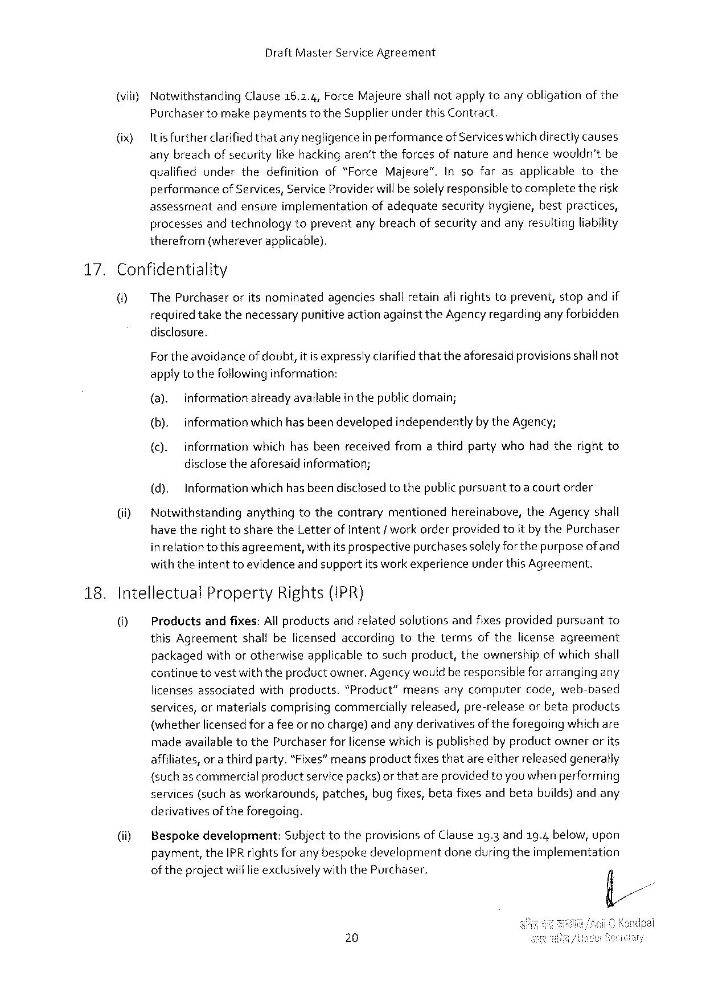 Draft Master Service Agreement
(viii) Notwithstanding Clause 16.2.4, Force Majeure shall not apply to any obligation of the
Purchaser to make payments to the Supplier under this Contract.
(ix) It is further clarified that any negligence in performance of Services which directly causes
any breach of security like hacking aren't the forces of nature and hence wouldn't be
qualified under the definition of "Force Majeure". In so far as applicable to the
performance of Services, Service Provider will be solely responsible to complete the risk
assessment and ensure implementation of adequate security hygiene, best practices,
processes and technology to prevent any breach of security and any resulting liability
therefrom (wherever applicable).
17. Confidentiality
(i) The Purchaser or its nominated agencies shall retain all rights to prevent, stop and if
required take the necessary punitive action against the Agency regarding any forbidden
disclosure.
For the avoidance of doubt, it is expressly clarified that the aforesaid provisions shall not
apply to the following information:
(a). information already available in the public domain;
(b). information which has been developed independently by the Agency;
(c). information which has been received from a third party who had the right to
disclose the aforesaid information;
(d). Information which has been disclosed to the public pursuant to a court order
(ii) Notwithstanding anything to the contrary mentioned hereinabove, the Agency shall
have the right to share the Letter of Intent / work order provided to it by the Purchaser
in relation to this agreement, with its prospective purchases solely for the purpose of and
with the intent to evidence and support its work experience under this Agreement.
18. Intellectual Property Rights (IPR)
(i) Products and fixes: All products and related solutions and fixes provided pursuant to
this Agreement shall be licensed according to the terms of the license agreement
packaged with or otherwise applicable to such product, the ownership of which shall
continue to vest with the product owner. Agency would be responsible for arranging any
licenses associated with products. "Product" means any computer code, web-based
services, or materials comprising commercially released, pre-release or beta products
(whether licensed for a fee or no charge) and any derivatives of the foregoing which are
made available to the Purchaser for license which is published by product owner or its
affiliates, or a third party. "Fixes" means product fixes that are either released generally
(such as commercial product service packs) or that are provided to you when performing
services (such as workarounds, patches, bug fixes, beta fixes and beta builds) and any
derivatives of the foregoing.
(ii) Bespoke development: Subject to the provisions of Clause 19.3 and 19.4 below, upon
payment, the IPR rights for any bespoke development done during the implementation
of the project will lie exclusively with the Purchaser.
/Anil C Kandpal
20
/Under Secretary